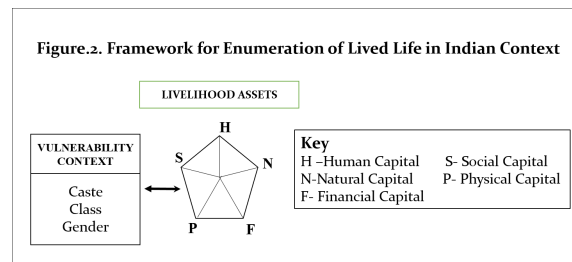 Figure.2. Framework for Enumeration of Lived Life in Indian Context
LIVELIHOOD ASSETS
VULNERABILITY
CONTEXT
Caste
Class
Gender
H
S
N
P
F
Key
H –Human Capital S- Social Capital
N-Natural Capital P- Physical Capital
F- Financial Capital